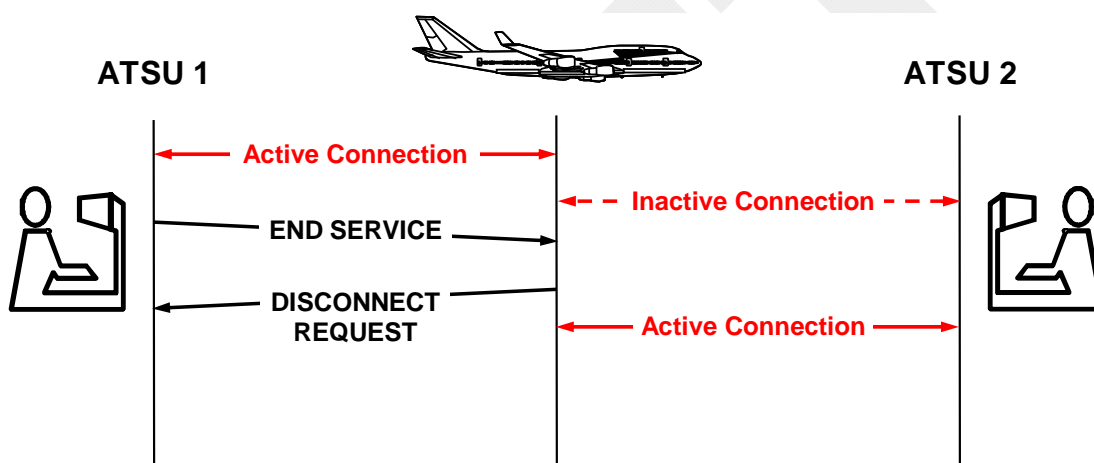 ATSU 1
ATSU 2
Active Connection
Inactive Connection
END SERVICE
DISCONNECT
REQUEST
Active Connection